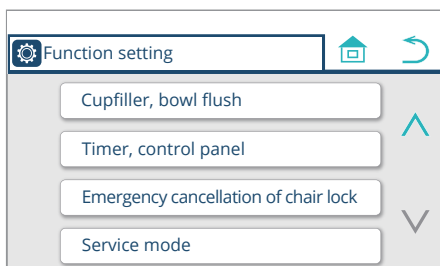 Function setting
Cupfiller, bowl flush
Timer, control panel
Emergency cancellation of chair lock
Service mode